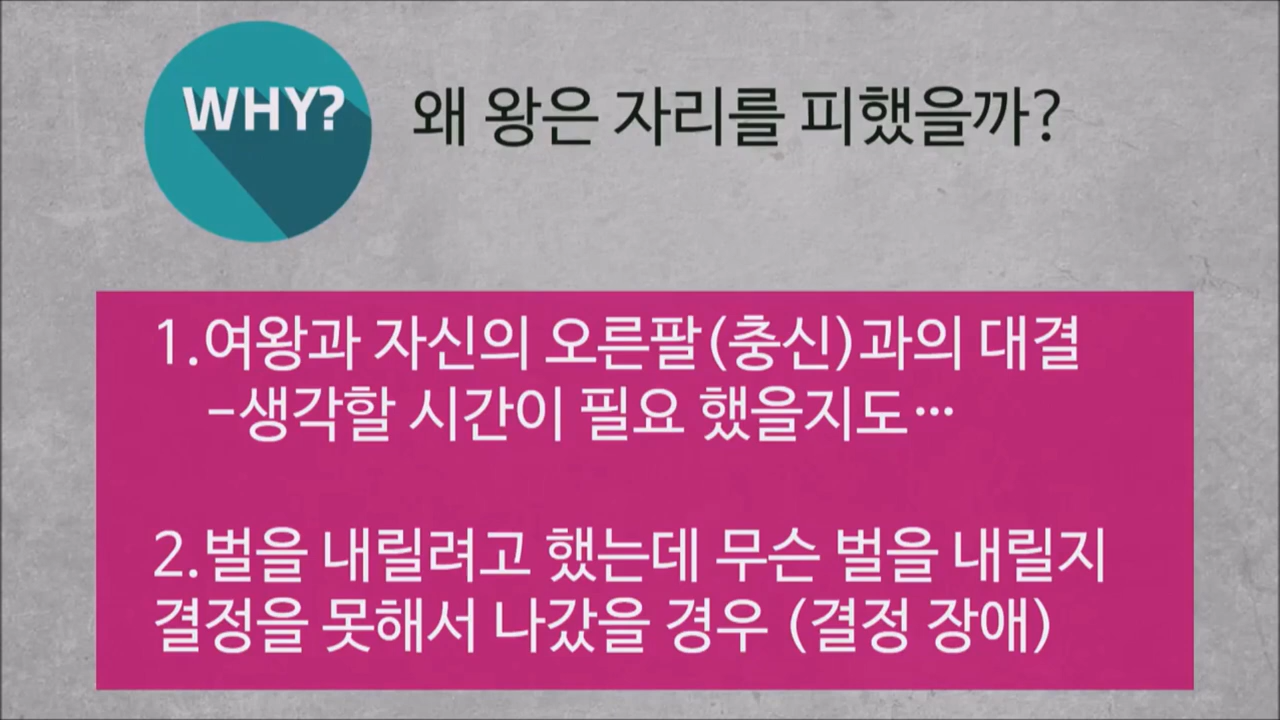 WHY?
왜 왕은 자리를 피했을까?
1.여왕과 자신의 오른팔(충신)과의 대결
-생각할 시간이 필요 했을지도…
2.벌을 내릴려고 했는데 무슨 벌을 내릴지
결정을 못해서 나갔을 경우 (결정 장애)